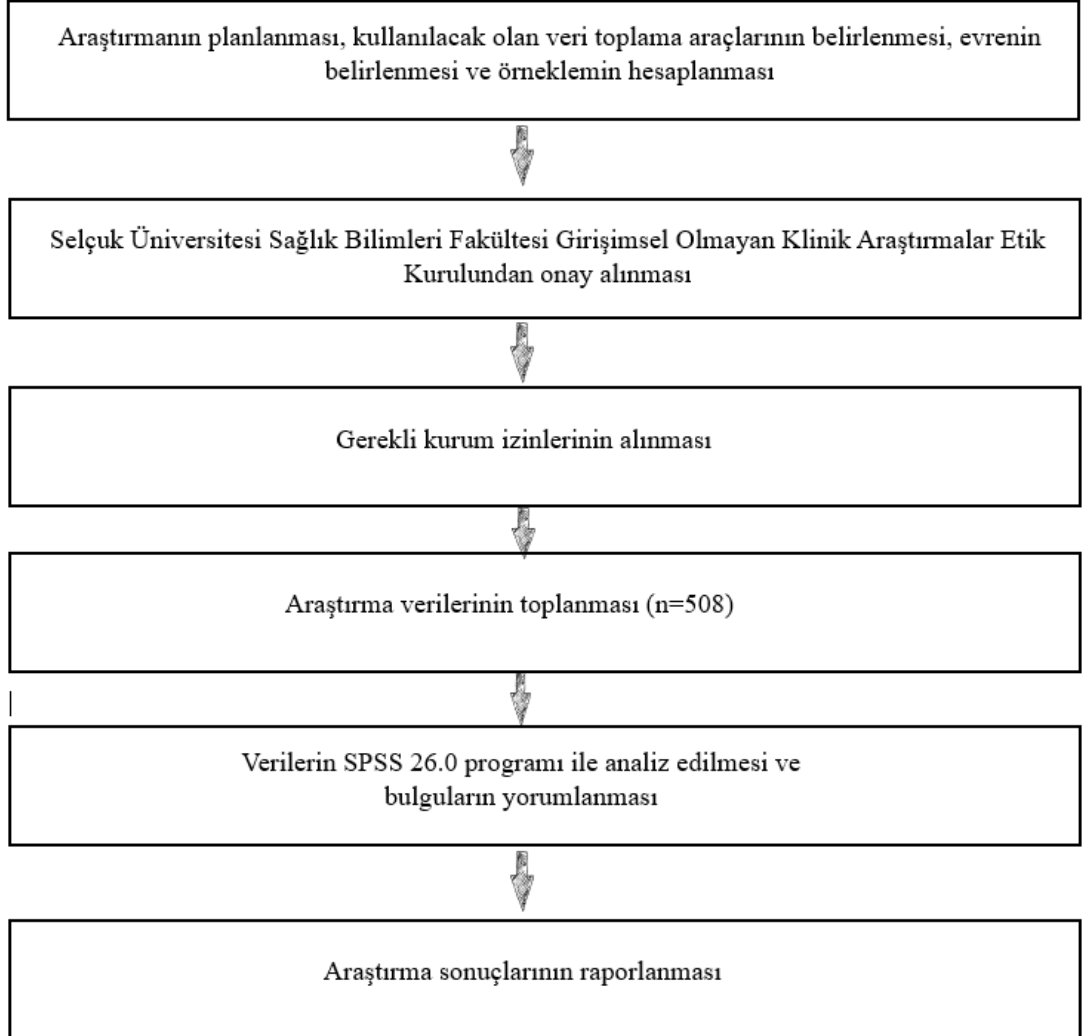 Araştırmanın planlanması, kullanılacak olan veri toplama araçlarının belirlenmesi, evrenin
belirlenmesi ve örneklemin hesaplanması
Selçuk Üniversitesi Sağlık Bilimleri Fakültesi Girişimsel Olmayan Klinik Araştırmalar Etik
Kurulundan onay alınması
Gerekli kurum izinlerinin alınması
Araştırma verilerinin toplanması (n=508)
Verilerin SPSS 26.0 programı ile analiz edilmesi ve
bulguların yorumlanması
Araştırma sonuçlarının raporlanması